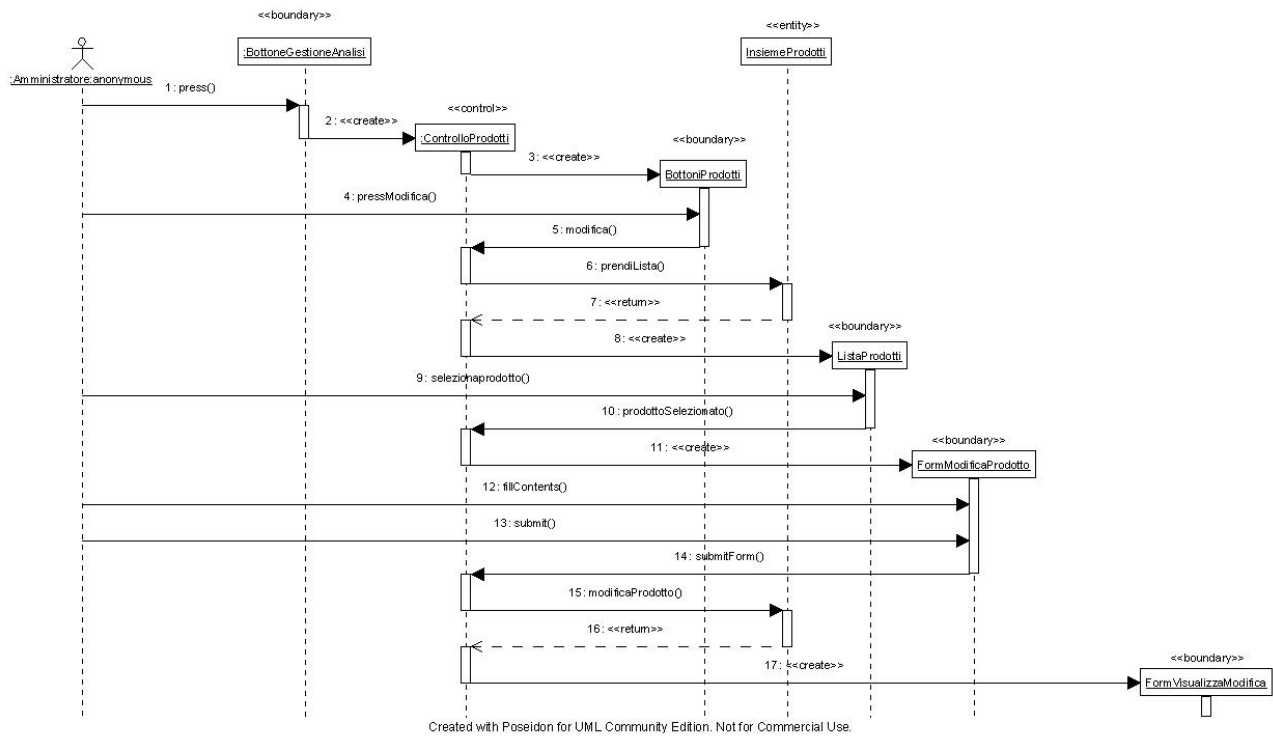 <<boundary>>
<<entity>>
:BottoneGestioneAnalisi
InsiemeProdotti
:Amministratore:anonymous
1 : press()
<<control>>
2 : <<create>>
:ControlloProdotti
<<boundary>>
3 : <<create>>
BottoniProdotti
4 : pressModifica()
5 : modifica()
6 : prendiLista()
7 : <<return>>
<<boundary>>
8 : <<create>>
ListaProdotti
9 : selezionaprodotto()
10 : prodottoSelezionato()
<<boundary>>
11 : <<create>>
FormModificaProdotto
12 : fillContents()
13 : submit()
14 : submitForm()
15 : modificaProdotto()
16 : <<return>>
<<boundary>>
17 : <<create>>
FormVisualizzaModifica
Created with Poseidon for UML Community Edition. Not for Commercial Use.